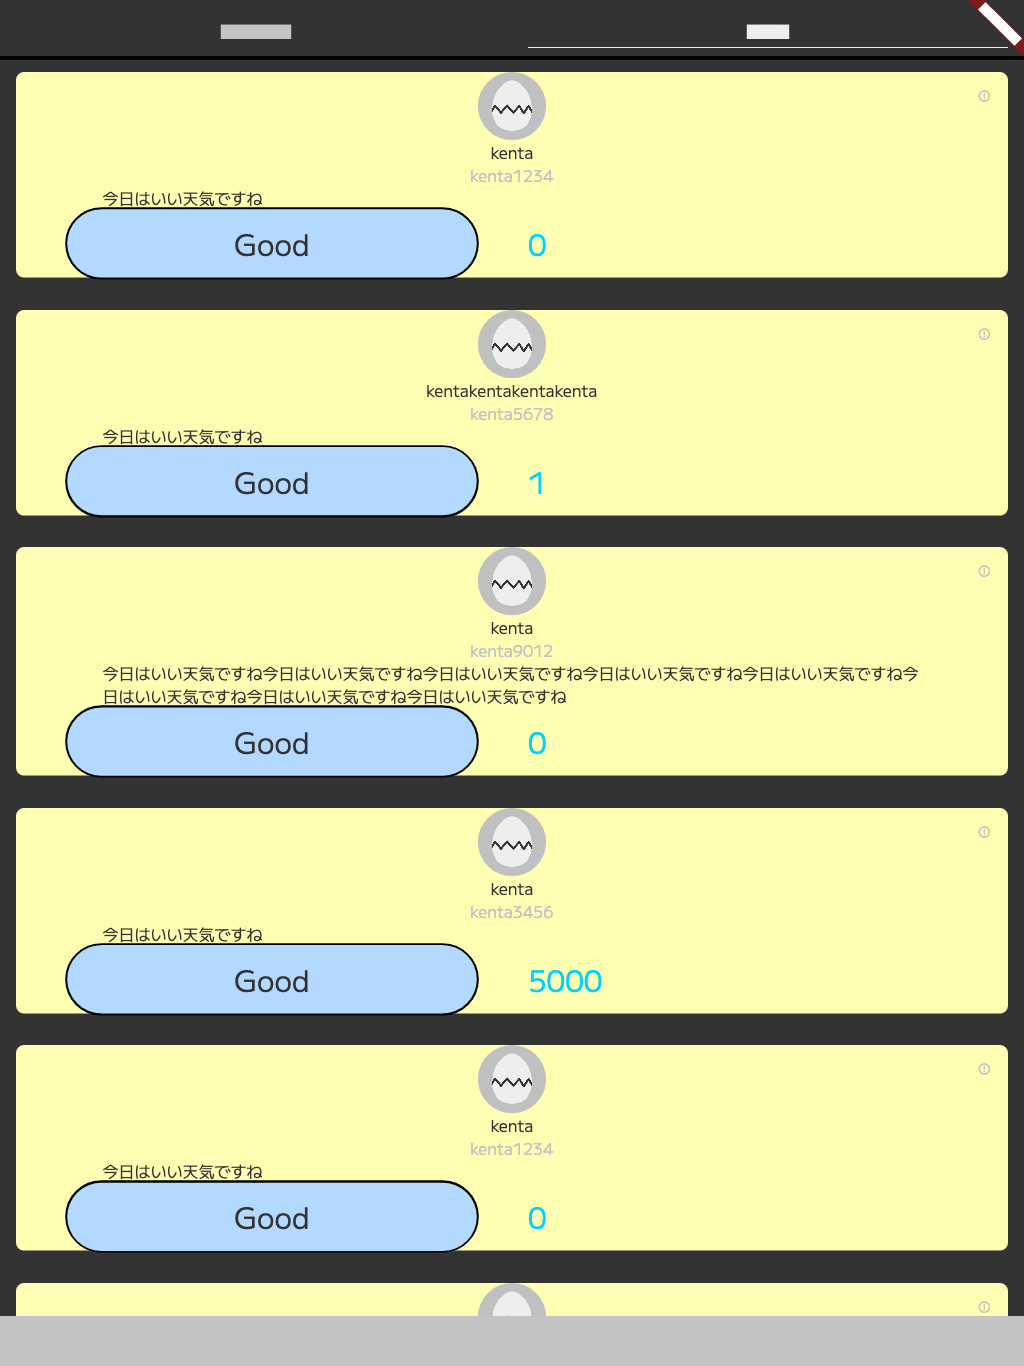 kenta
kenta1234
今日はいい天気ですね
Good 0
kentakentakentakenta
kenta5678
今日はいい天気ですね
Good 1
kenta
kenta9012
今日はいい天気ですね今日はいい天気ですね今日はいい天気ですね今日はいい天気ですね今日はいい天気ですね今
日はいい天気ですね今日はいい天気ですね今日はいい天気ですね
Good 0
kenta
kenta3456
今日はいい天気ですね
Good 5000
kenta
kenta1234
今日はいい天気ですね
Good 0